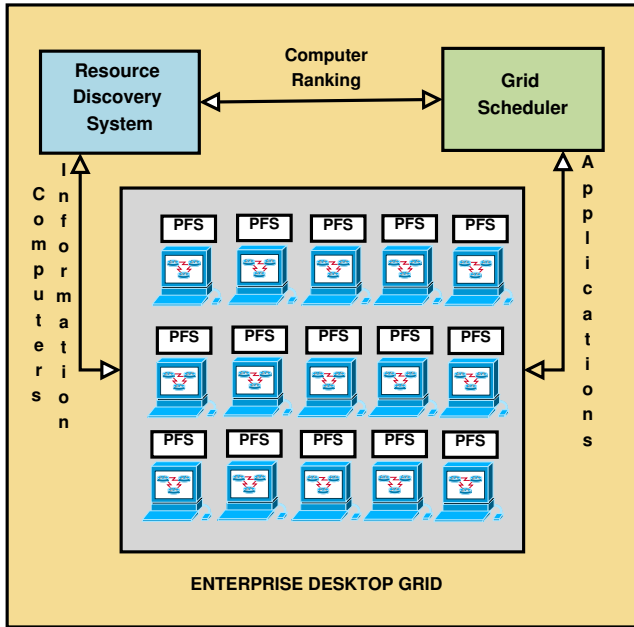 Resource
Discovery
System
Computer
Ranking
Grid
Scheduler
Computers
Information
Applications
PFS PFS PFS PFS PFS
PFS PFS PFS PFS PFS
PFS PFS PFS PFS PFS
ENTERPRISE DESKTOP GRID